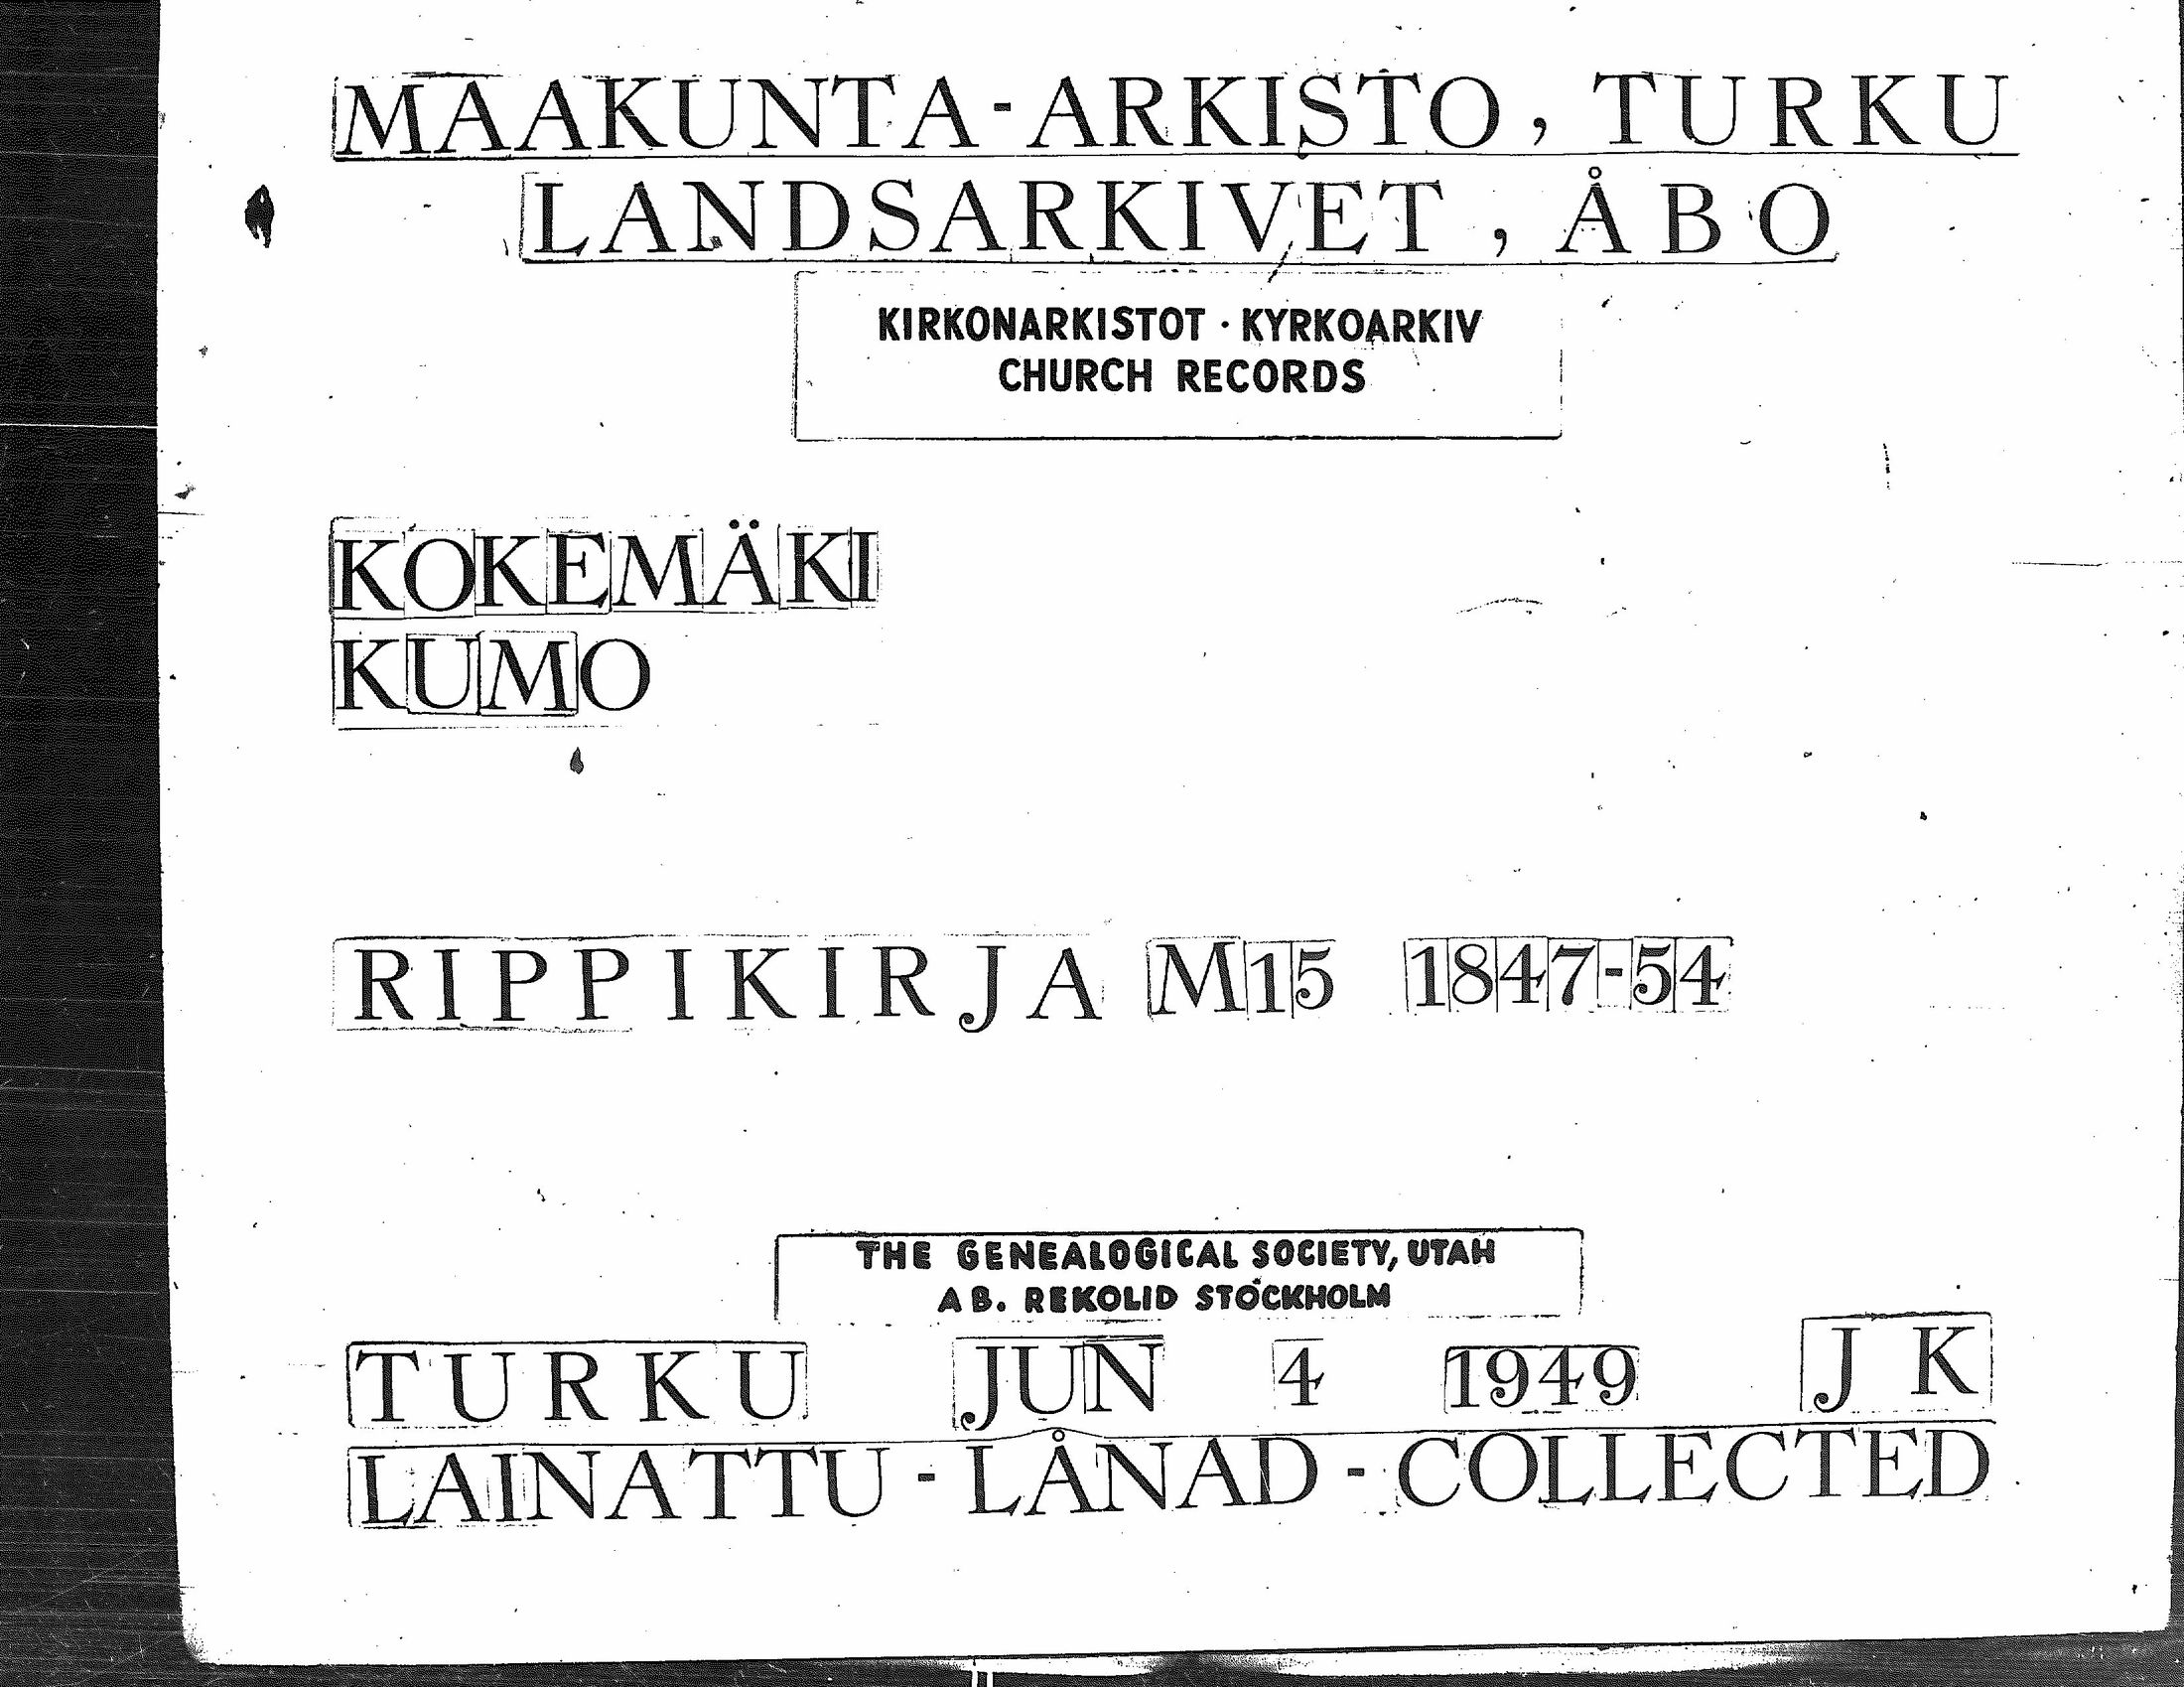 MAAKUNTA-ARKISTO, TURKU
LANDSARKIVET, ÅBO
KIRKONARKISTOT · KYRKOARKIV
CHURCH RECORDS
KOKEMÄKI
KUMO
RIPPIKIRJA M15 1847-54
THE GENEALOGICAL SOCIETY, UTAH
AB. REKOLID STOCKHOLM
TURKU JUN 4 1949 JK
LAINATTU - LÅNAD - COLLECTED